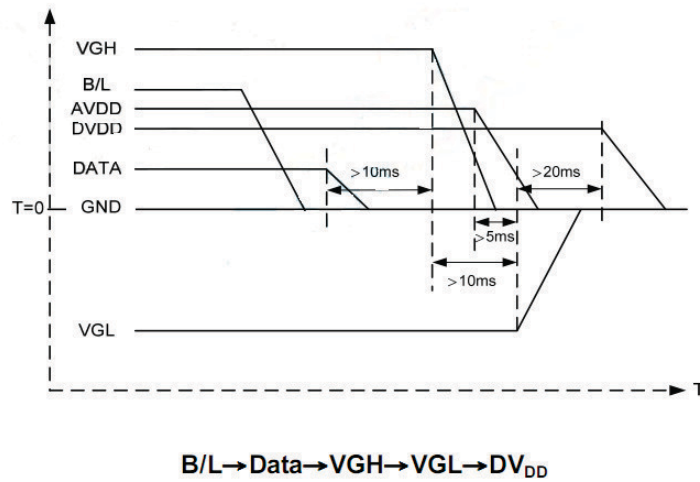 VGH
B/L
AVDD
DVDD
DATA
>10ms
>20ms
T=0
GND
>5ms
>10ms
VGL
T
B/L→Data→VGH→VGL→DVDD